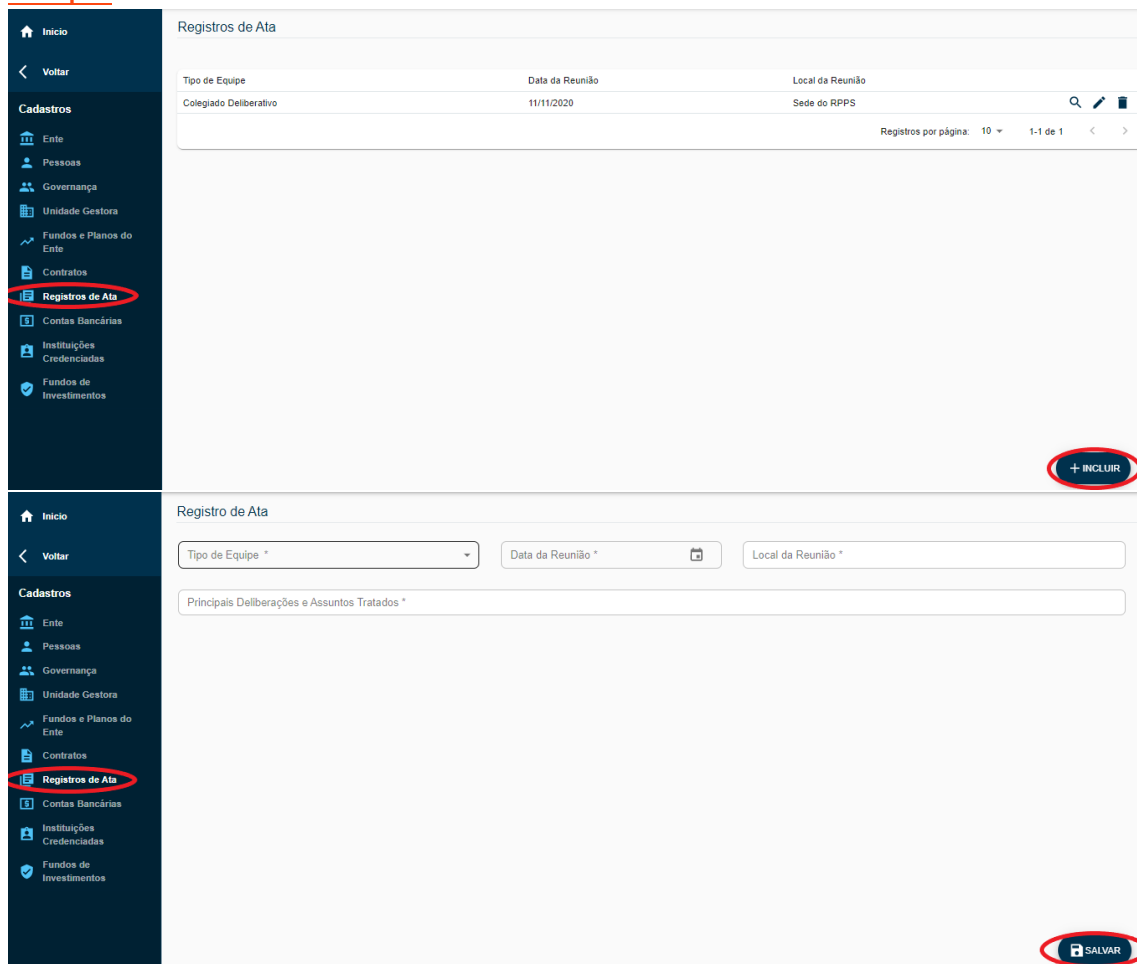 Inicio
Voltar
Cadastros
Ente
Pessoas
Governança
Unidade Gestora
Fundos e Planos do
Ente
Contratos
Registros de Ata
Contas Bancárias
Instituições
Credenciadas
Fundos de
Investimentos
Registros de Ata
Tipo de Equipe Data da Reunião Local da Reunião
Colegiado Deliberativo 11/11/2020 Sede do RPPS
Registros por página: 10 1-1 de 1
+ INCLUIR
Inicio
Voltar
Cadastros
Ente
Pessoas
Governança
Unidade Gestora
Fundos e Planos do
Ente
Contratos
Registros de Ata
Contas Bancárias
Instituições
Credenciadas
Fundos de
Investimentos
Registro de Ata
Tipo de Equipe * Data da Reunião * Local da Reunião *
Principais Deliberações e Assuntos Tratados *
SALVAR